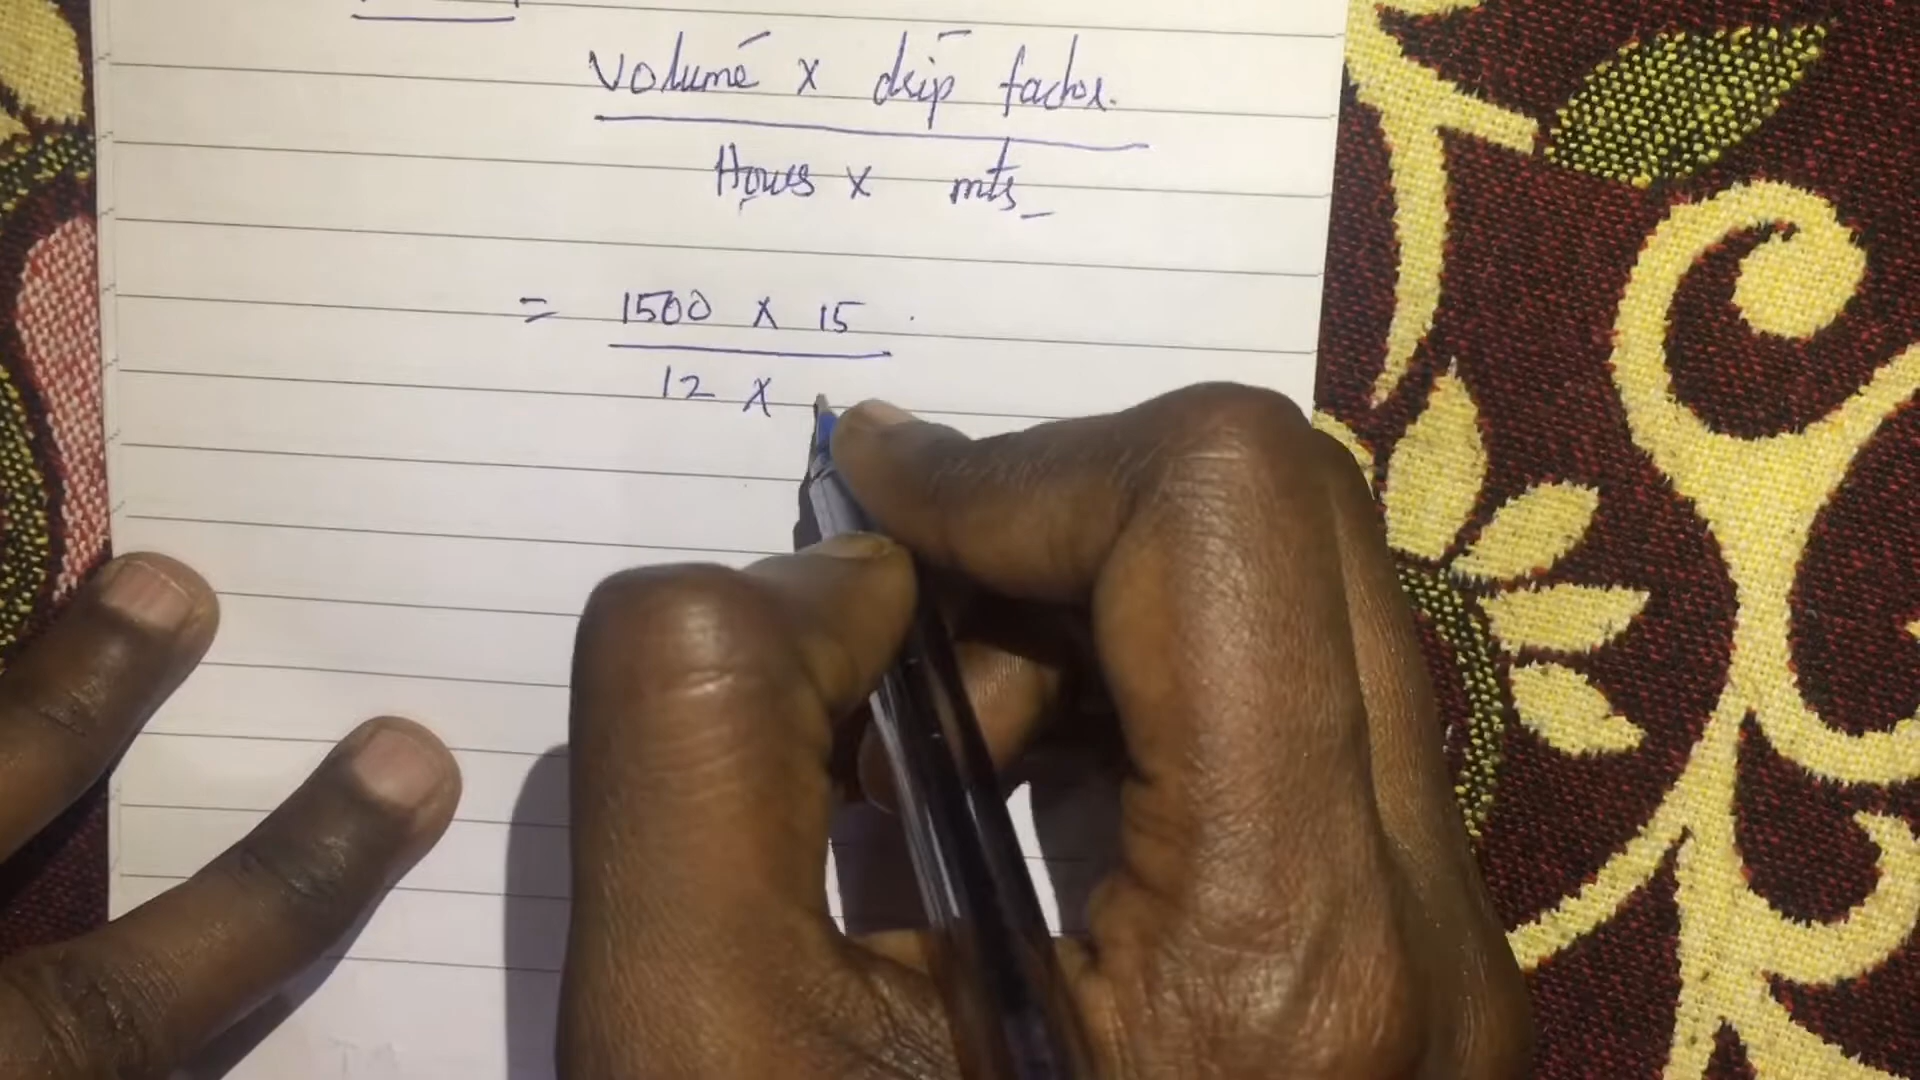 Volume x drip factor.
Hours x mts
= 1500 x 15
12 x